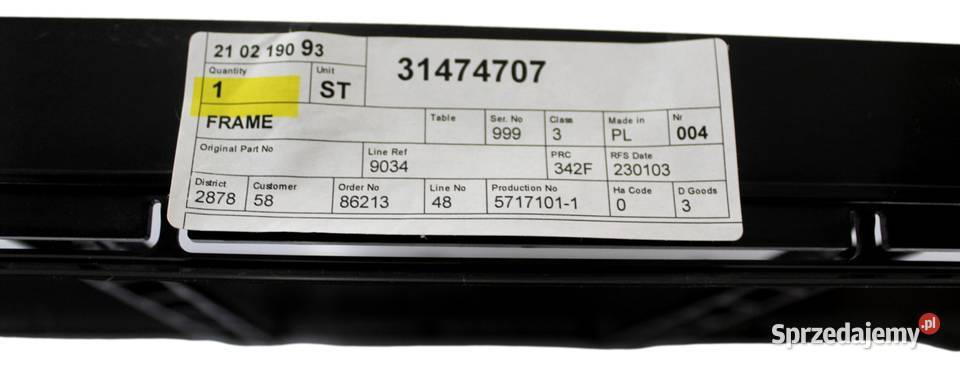 21 02 190 93
Quantity Unit 31474707
1 ST
FRAME Table Ser. No Class Made in Nr
999 3 PL 004
Original Part No Line Ref PRC RFS Date
9034 342F 230103
District Customer Order No Line No Production No Ha Code D Goods
2878 58 86213 48 5717101-1 0 3
Sprzedajemy.pl